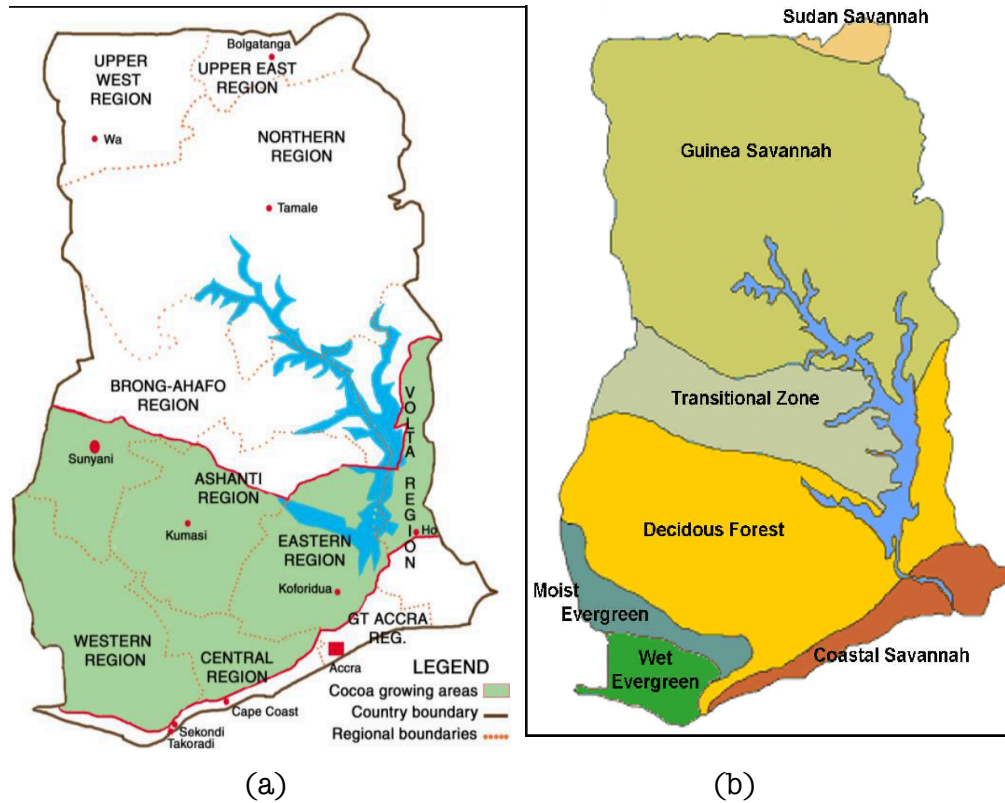 Bolgatanga
UPPER
WEST
REGION
UPPER EAST
REGION
Wa
NORTHERN
REGION
Tamale
BRONG-AHAFO
REGION
VOLTA REGION
Sunyani
ASHANTI
REGION
Kumasi
EASTERN
REGION
Ho
Koforidua
GT ACCRA
REG.
WESTERN
REGION
CENTRAL
REGION
Accra
Cape Coast
Sekondi
Takoradi
LEGEND
Cocoa growing areas
Country boundary
Regional boundaries
(a)
Sudan Savannah
Guinea Savannah
Transitional Zone
Decidous Forest
Moist
Evergreen
Wet
Evergreen
Coastal Savannah
(b)